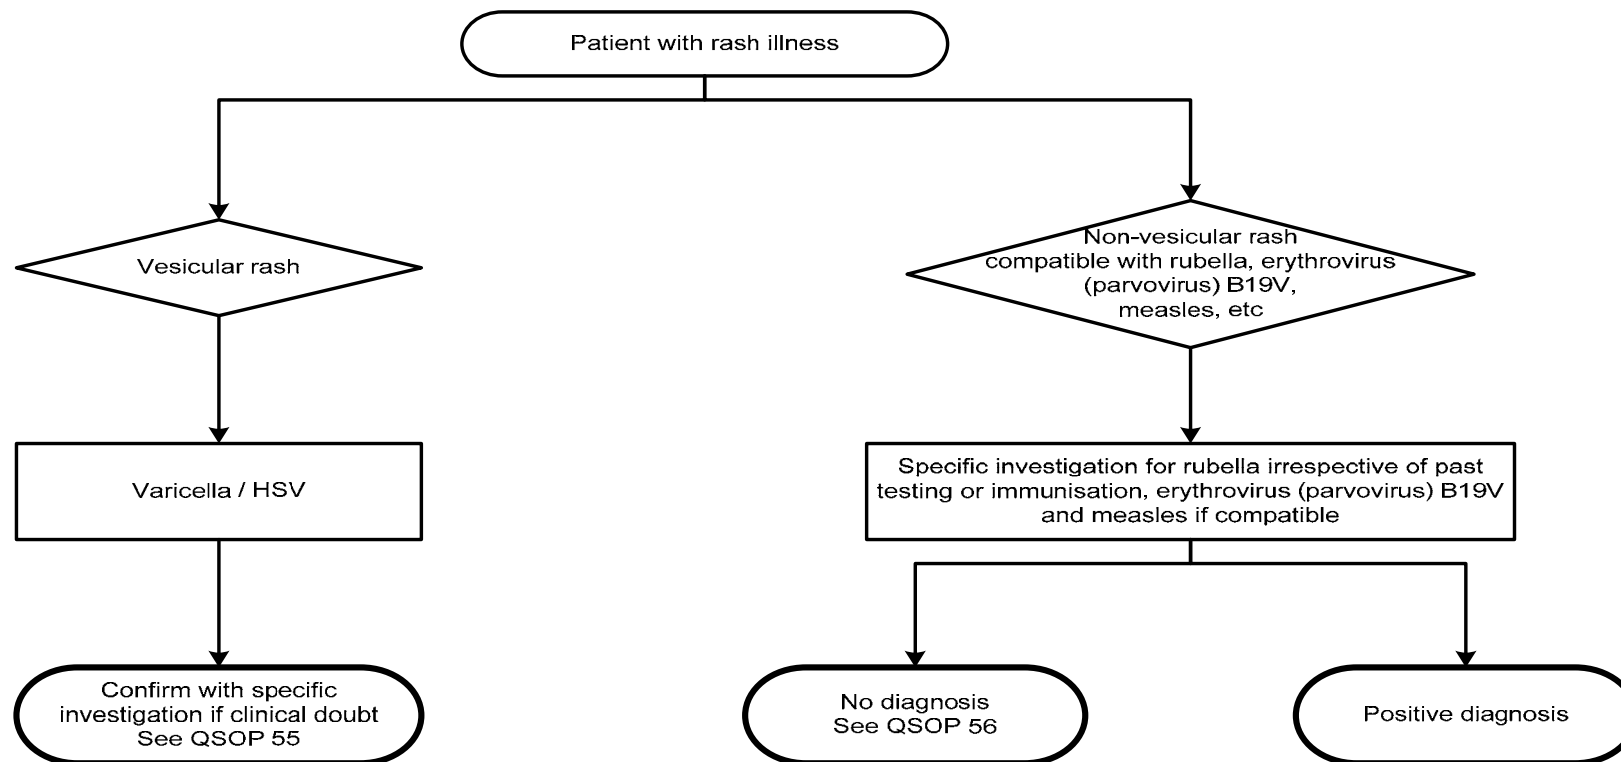 Patient with rash illness
Vesicular rash
Non-vesicular rash
compatible with rubella, erythrovirus
(parvovirus) B19V,
measles, etc
Varicella / HSV
Specific investigation for rubella irrespective of past
testing or immunisation, erythrovirus (parvovirus) B19V
and measles if compatible
Confirm with specific
investigation if clinical doubt
See QSOP 55
No diagnosis
See QSOP 56
Positive diagnosis